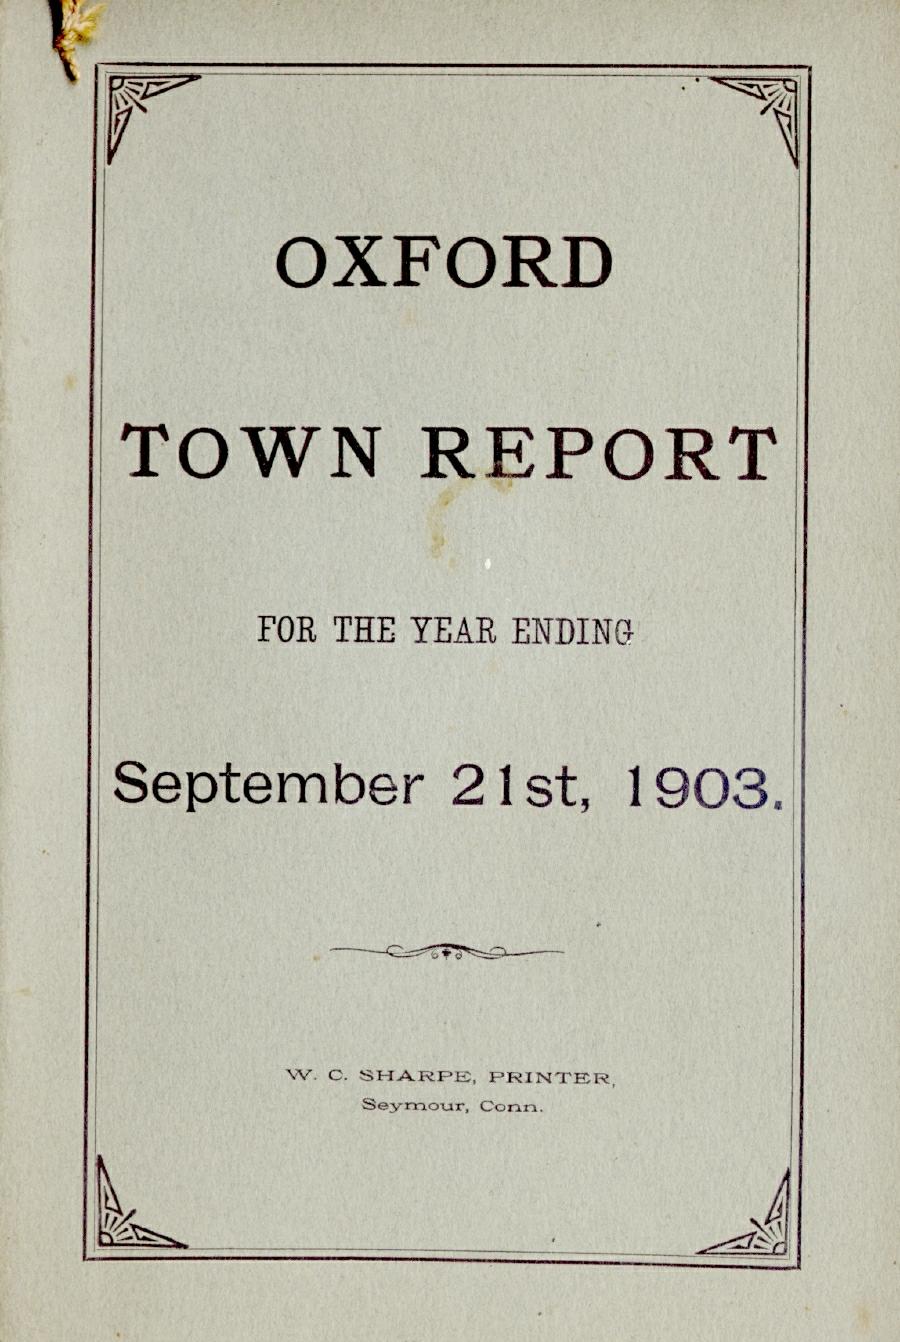 OXFORD
TOWN REPORT
FOR THE YEAR ENDING
September 21st, 1903.
W. C. SHARPE, PRINTER,
Seymour, Conn.